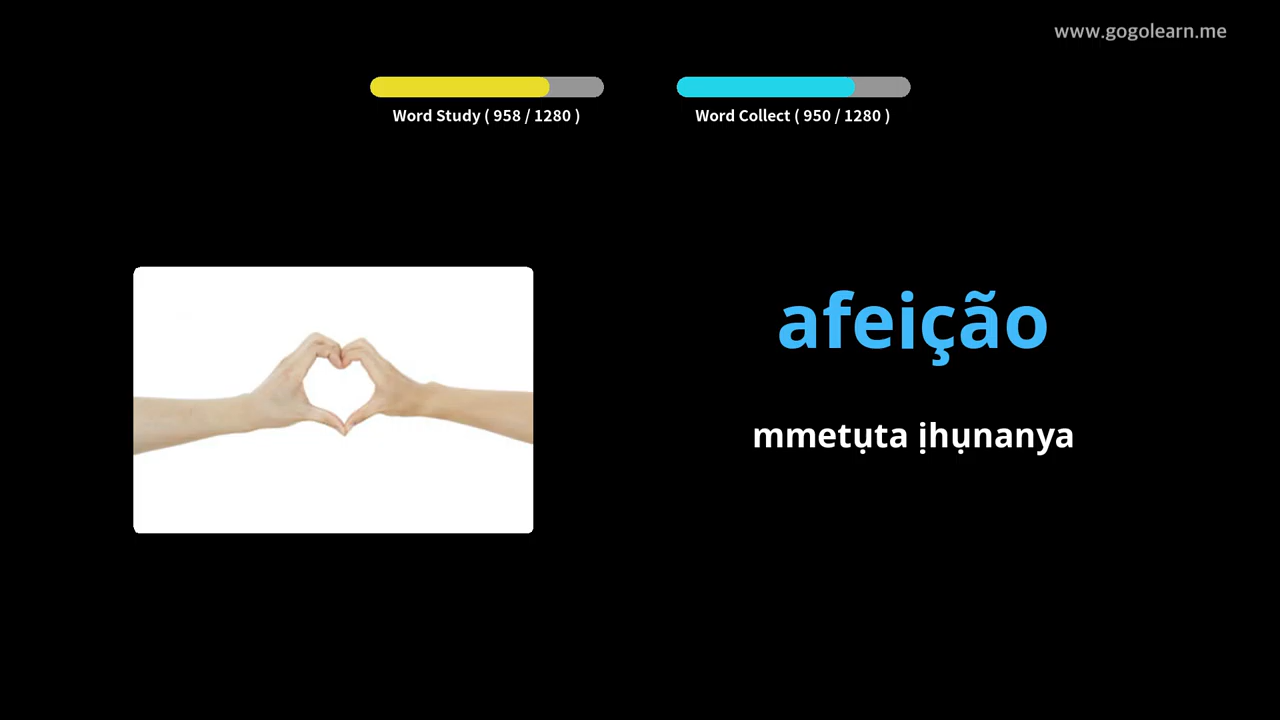 www.gogolearn.me
Word Study ( 958 / 1280 )
Word Collect ( 950 / 1280 )
afeição
mmetụta ịhụnanya